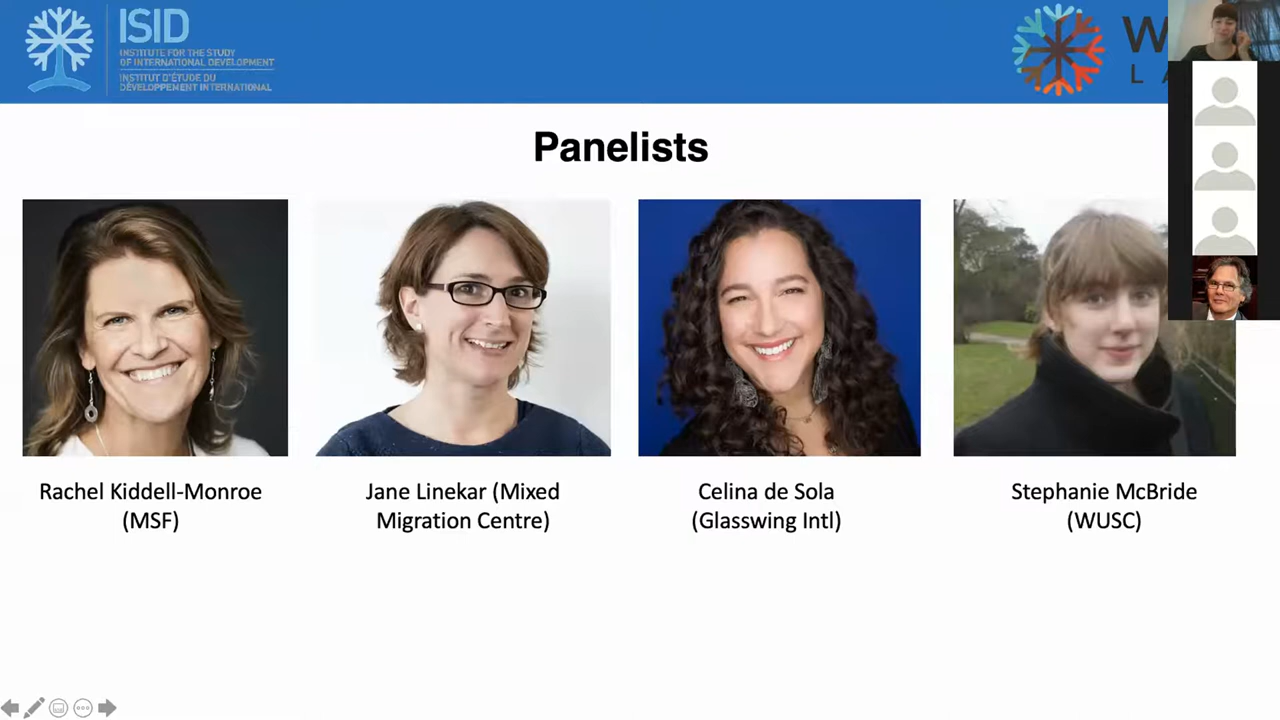 ISID
INSTITUTE FOR THE STUDY
OF INTERNATIONAL DEVELOPMENT
INSTITUT D'ÉTUDE DU
DÉVELOPPEMENT INTERNATIONAL
W
L A
Panelists
Rachel Kiddell-Monroe
(MSF)
Jane Linekar (Mixed
Migration Centre)
Celina de Sola
(Glasswing Intl)
Stephanie McBride
(WUSC)